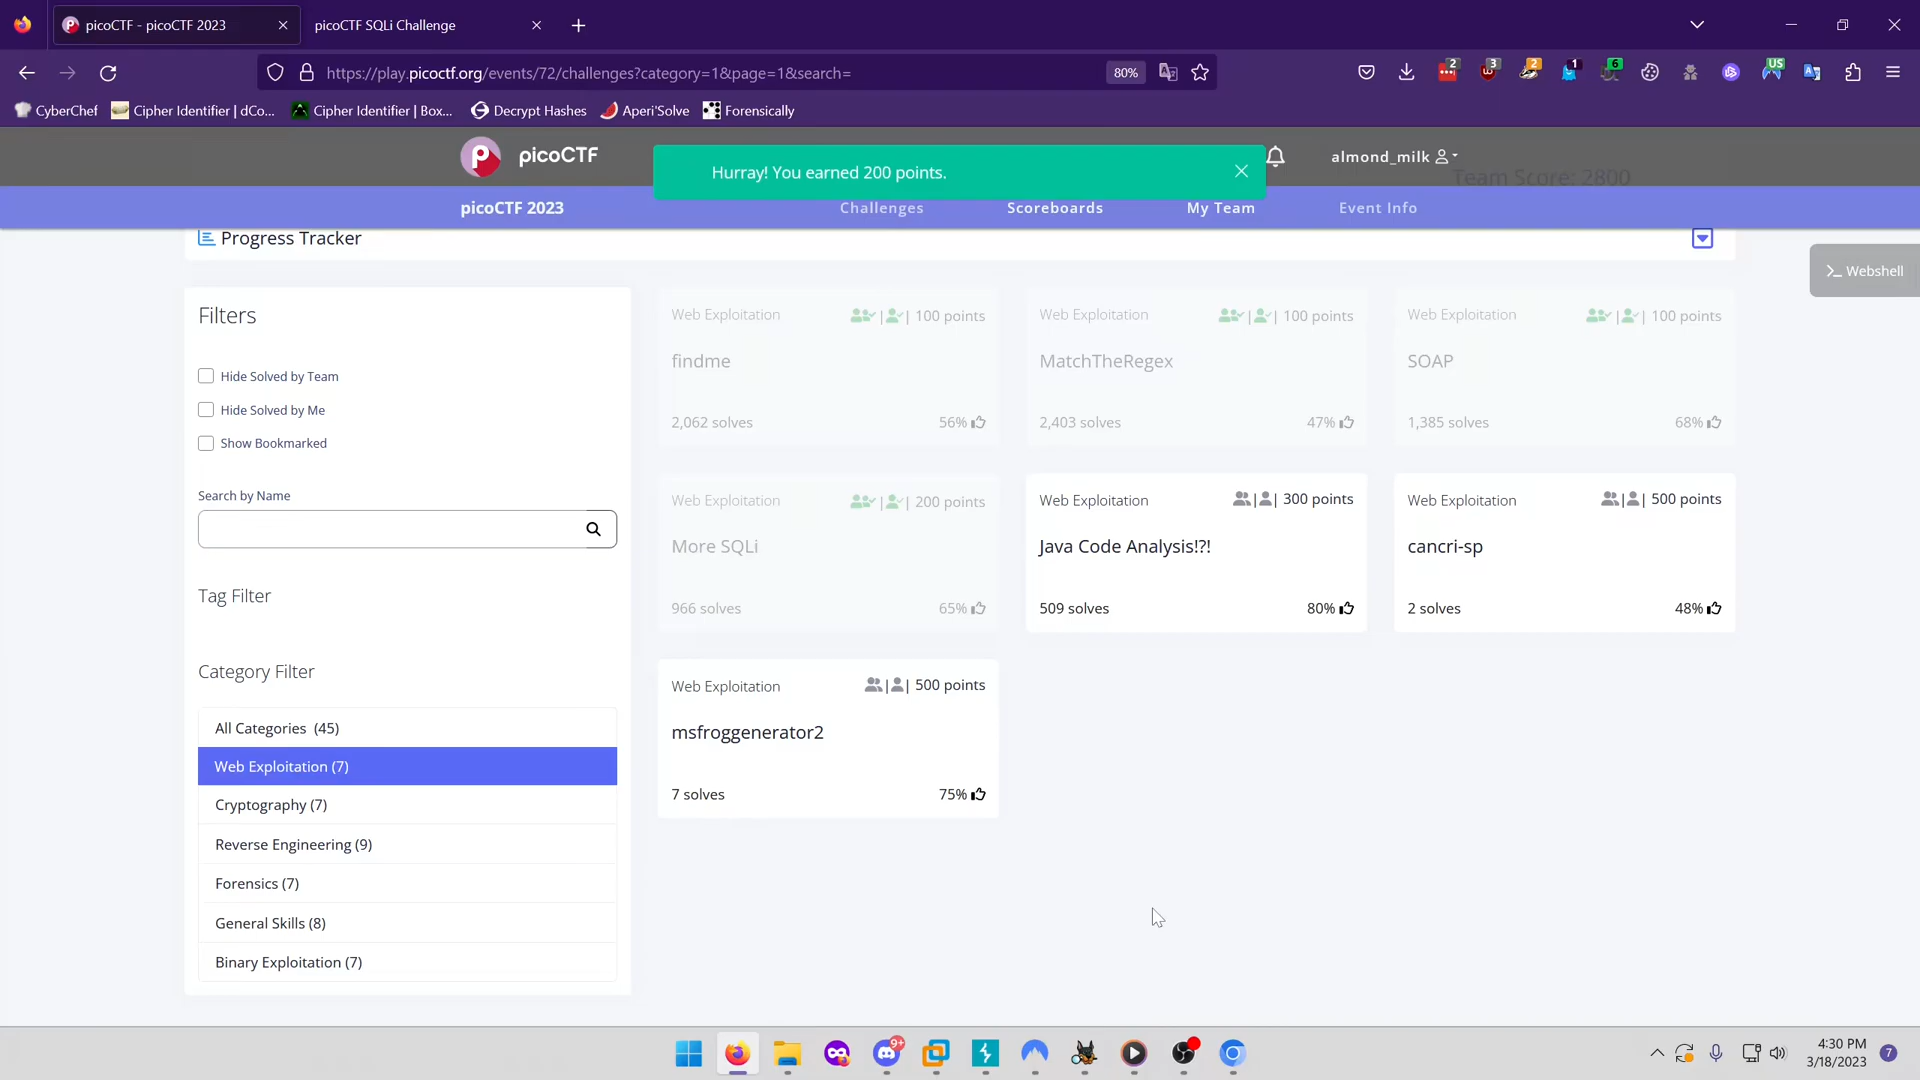 picoCTF - picoCTF 2023
picoCTF SQLi Challenge
https://play.picoctf.org/events/72/challenges?category=1&page=1&search=
80%
2
3
2
1
6
US
CyberChef
Cipher Identifier | dCo...
Cipher Identifier | Box...
Decrypt Hashes
Aperi'Solve
Forensically
picoCTF
Hurray! You earned 200 points.
almond_milk
Team Score: 2800
picoCTF 2023
Challenges
Scoreboards
My Team
Event Info
Progress Tracker
>_ Webshell
Filters
Hide Solved by Team
Hide Solved by Me
Show Bookmarked
Search by Name
Tag Filter
Category Filter
All Categories (45)
Web Exploitation (7)
Cryptography (7)
Reverse Engineering (9)
Forensics (7)
General Skills (8)
Binary Exploitation (7)
Web Exploitation | | 100 points
findme
2,062 solves 56%
Web Exploitation | | 100 points
MatchTheRegex
2,403 solves 47%
Web Exploitation | | 100 points
SOAP
1,385 solves 68%
Web Exploitation | | 200 points
More SQLi
966 solves 65%
Web Exploitation | | 300 points
Java Code Analysis!?!
509 solves 80%
Web Exploitation | | 500 points
cancri-sp
2 solves 48%
Web Exploitation | | 500 points
msfroggenerator2
7 solves 75%
9+
4:30 PM
3/18/2023
7